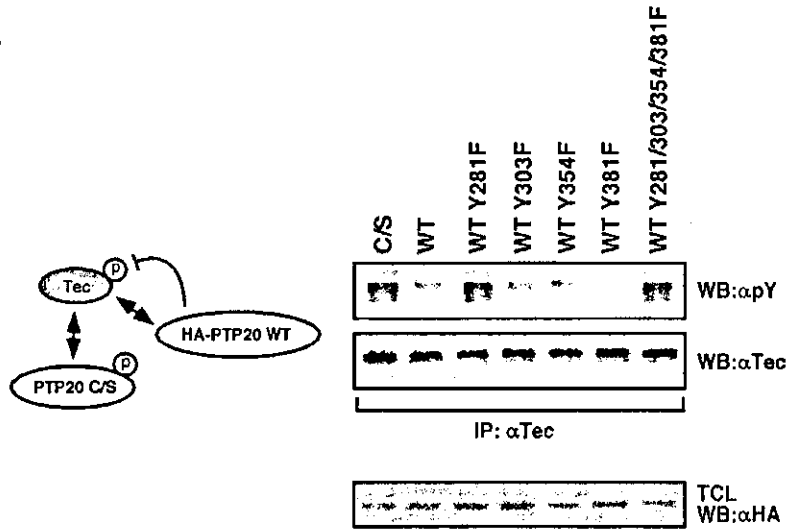 C/S
WT
WT Y281F
WT Y303F
WT Y354F
WT Y381F
WT Y281/303/354/381F
P
Tec
HA-PTP20 WT
P
PTP20 C/S
WB:αpY
WB:αTec
IP: αTec
TCL
WB:αHA